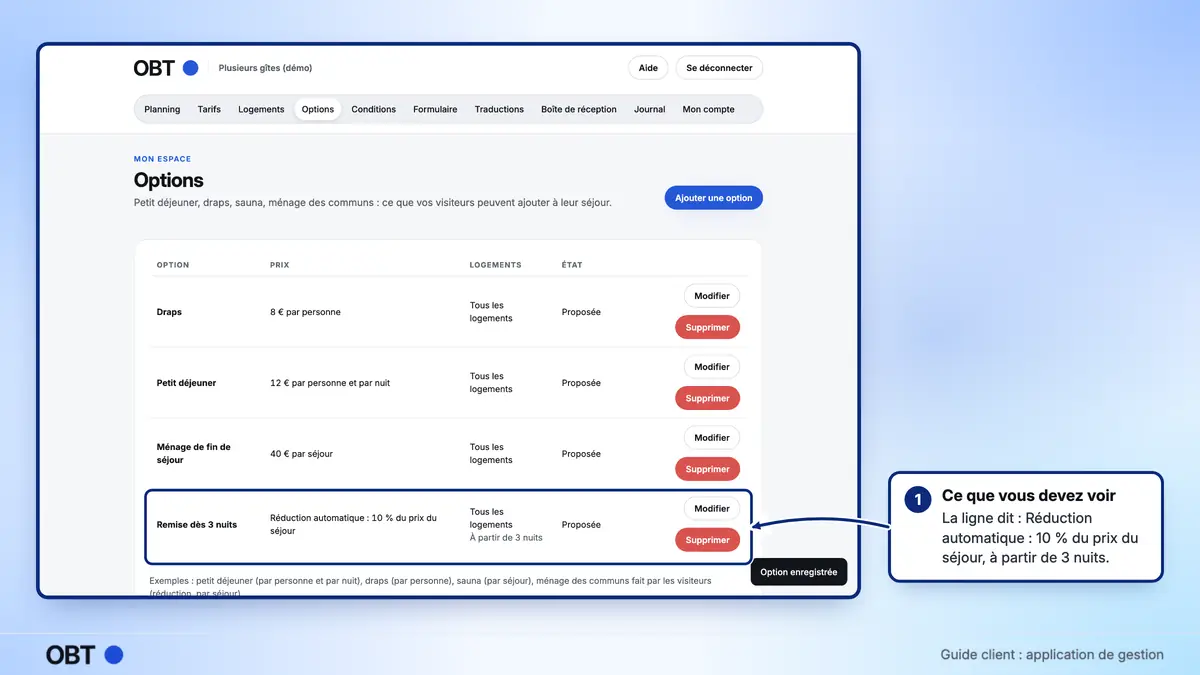 OBT
Plusieurs gîtes (démo)
Aide
Se déconnecter
Planning
Tarifs
Logements
Options
Conditions
Formulaire
Traductions
Boîte de réception
Journal
Mon compte
MON ESPACE
Options
Petit déjeuner, draps, sauna, ménage des communs : ce que vos visiteurs peuvent ajouter à leur séjour.
Ajouter une option
OPTION
PRIX
LOGEMENTS
ÉTAT
Draps
8 € par personne
Tous les
logements
Proposée
Modifier
Supprimer
Petit déjeuner
12 € par personne et par nuit
Tous les
logements
Proposée
Modifier
Supprimer
Ménage de fin de
séjour
40 € par séjour
Tous les
logements
Proposée
Modifier
Supprimer
Remise dès 3 nuits
Réduction automatique : 10 % du prix du
séjour
Tous les
logements
À partir de 3 nuits
Proposée
Modifier
Supprimer
Exemples : petit déjeuner (par personne et par nuit), draps (par personne), sauna (par séjour), ménage des communs fait par les visiteurs
(réduction, par séjour)
Option enregistrée
1
Ce que vous devez voir
La ligne dit : Réduction
automatique : 10 % du prix du
séjour, à partir de 3 nuits.
OBT
Guide client : application de gestion